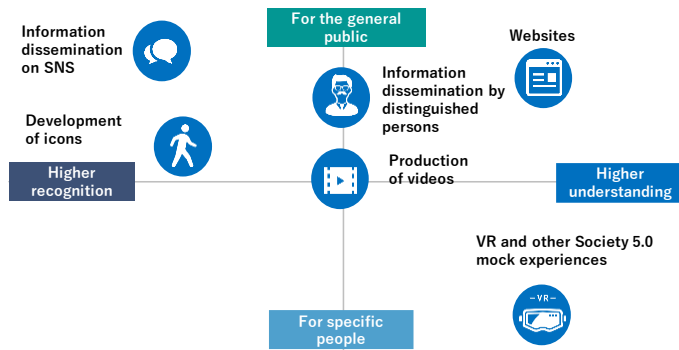 For the general
public
Information
dissemination
on SNS
Websites
Information
dissemination by
distinguished
persons
Development
of icons
Production
of videos
Higher
recognition
Higher
understanding
VR and other Society 5.0
mock experiences
–VR–
For specific
people